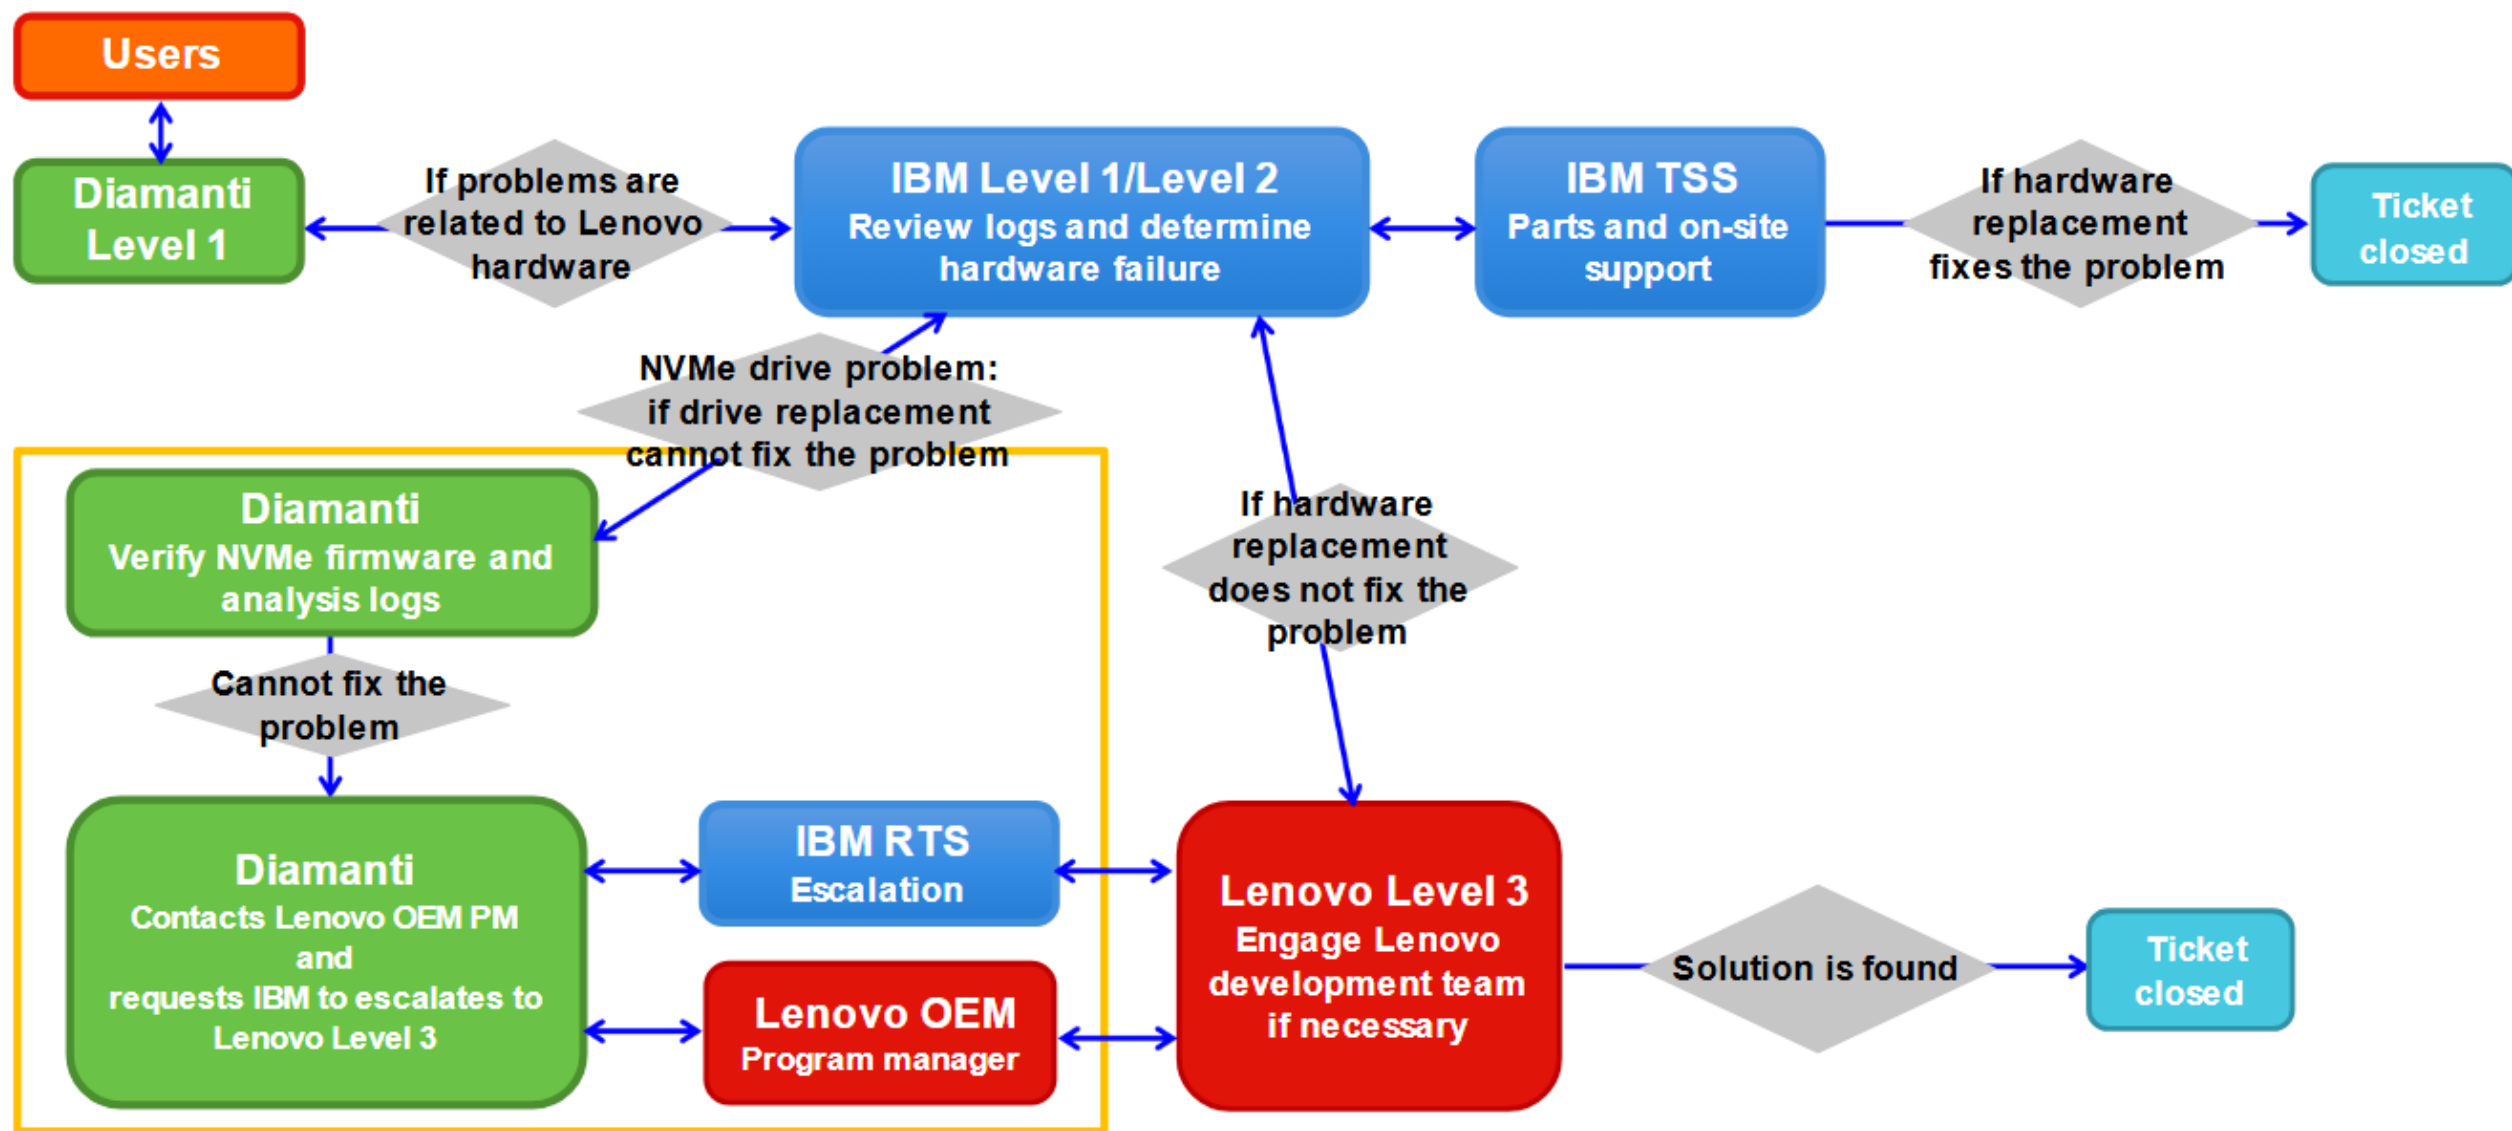 Users
Diamanti
Level 1
If problems are
related to Lenovo
hardware
IBM Level 1/Level 2
Review logs and determine
hardware failure
IBM TSS
Parts and on-site
support
If hardware
replacement
fixes the problem
Ticket
closed
NVMe drive problem:
if drive replacement
cannot fix the problem
If hardware
replacement
does not fix the
problem
Diamanti
Verify NVMe firmware and
analysis logs
Cannot fix the
problem
Diamanti
Contacts Lenovo OEM PM
and
requests IBM to escalates to
Lenovo Level 3
IBM RTS
Escalation
Lenovo OEM
Program manager
Lenovo Level 3
Engage Lenovo
development team
if necessary
Solution is found
Ticket
closed